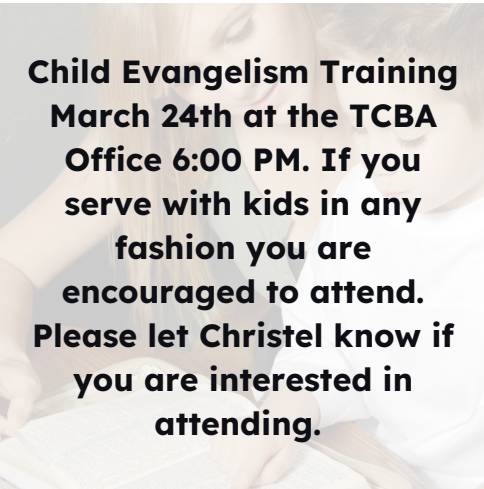 Child Evangelism Training
March 24th at the TCBA
Office 6:00 PM. If you
serve with kids in any
fashion you are
encouraged to attend.
Please let Christel know if
you are interested in
attending.